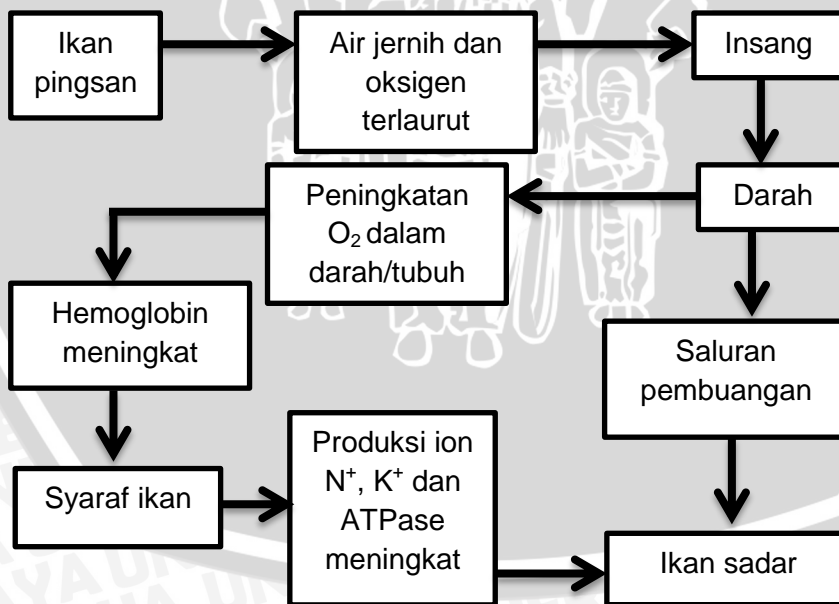 Ikan
pingsan
Air jernih dan
oksigen
terlaurut
Insang
Darah
Peningkatan
O₂ dalam
darah/tubuh
Hemoglobin
meningkat
Saluran
pembuangan
Syaraf ikan
Produksi ion
N⁺, K⁺ dan
ATPase
meningkat
Ikan sadar